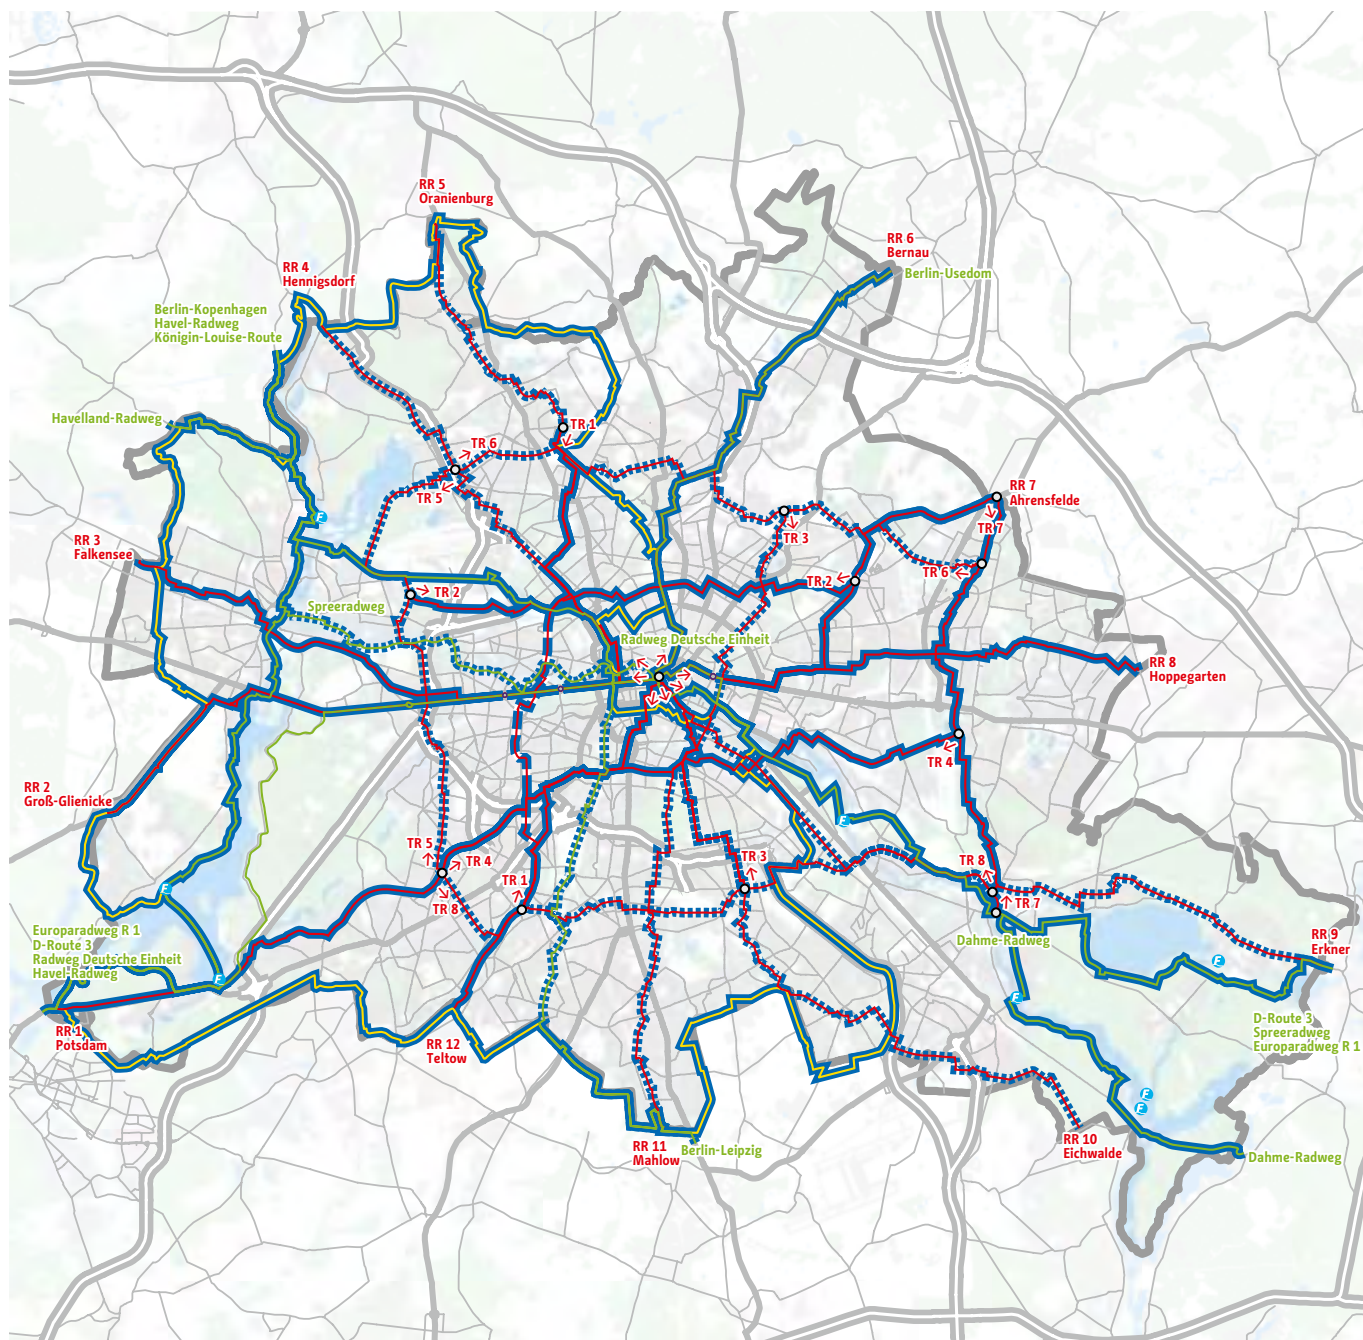 RR 5
Oranienburg
RR 6
Bernau
Berlin-Usedom
RR 4
Hennigsdorf
Berlin-Kopenhagen
Havel-Radweg
Königin-Louise-Route
Havelland-Radweg
TR 1
TR 6
TR 5
RR 7
Ahrensfelde
TR 7
F
TR 3
RR 3
Falkensee
TR 6
TR 2
TR 2
Spreeradweg
Radweg Deutsche Einheit
RR 8
Hoppegarten
TR 4
RR 2
Groß-Glienicke
F
TR 5
TR 4
TR 3
TR 8
F
TR 1
TR 8
TR 7
Europaradweg R 1
D-Route 3
Radweg Deutsche Einheit
Havel-Radweg
Dahme-Radweg
RR 9
Erkner
F
F
F
RR 1
Potsdam
RR 12
Teltow
D-Route 3
Spreeradweg
Europaradweg R 1
F
F
RR 11
Mahlow
Berlin-Leipzig
RR 10
Eichwalde
Dahme-Radweg